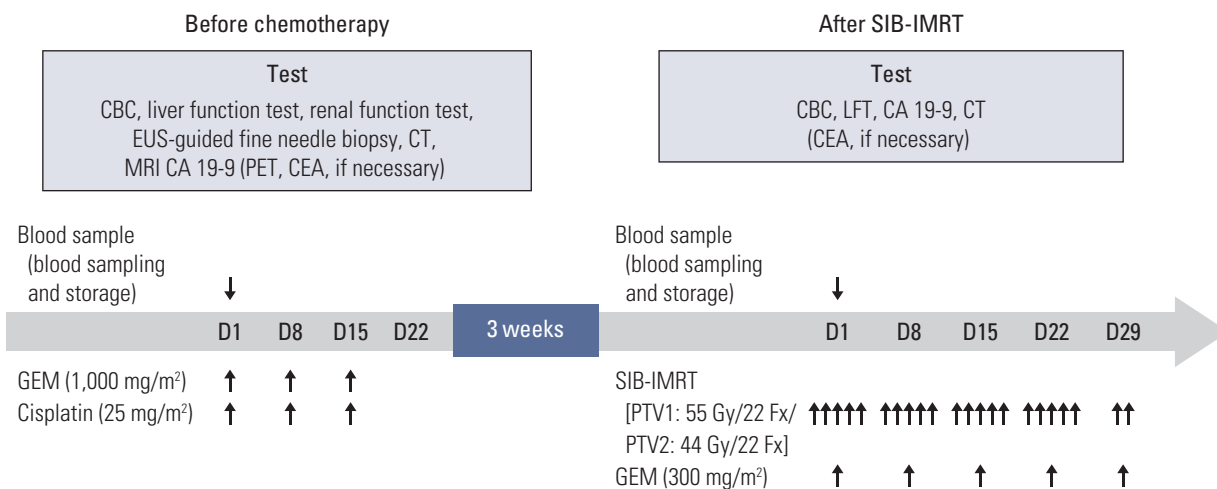 Before chemotherapy
Test
CBC, liver function test, renal function test,
EUS-guided fine needle biopsy, CT,
MRI CA 19-9 (PET, CEA, if necessary)
After SIB-IMRT
Test
CBC, LFT, CA 19-9, CT
(CEA, if necessary)
Blood sample
(blood sampling
and storage)
Blood sample
(blood sampling
and storage)
D1 D8 D15 D22 3 weeks D1 D8 D15 D22 D29
GEM (1,000 mg/m²)
Cisplatin (25 mg/m²)
SIB-IMRT
[PTV1: 55 Gy/22 Fx/
PTV2: 44 Gy/22 Fx]
GEM (300 mg/m²)